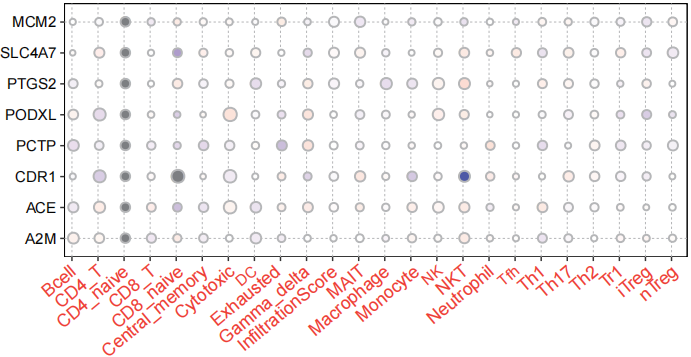 MCM2
SLC4A7
PTGS2
PODXL
PCTP
CDR1
ACE
A2M
Bcell
CD4_T
CD4_naive
CD8_T
CD8_naive
Central_memory
Cytotoxic
DC
Exhausted
Gamma_delta
InfiltrationScore
MAIT
Macrophage
Monocyte
NK
NKT
Neutrophil
Tfh
Th1
Th17
Th2
Tr1
iTreg
nTreg